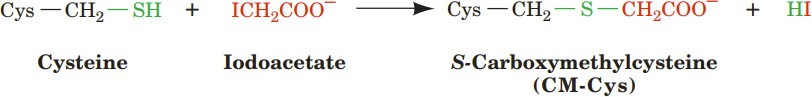 Cys—CH₂—SH + ICH₂COO⁻ ⟶ Cys—CH₂—S—CH₂COO⁻ + HI
Cysteine Iodoacetate S-Carboxymethylcysteine
(CM-Cys)